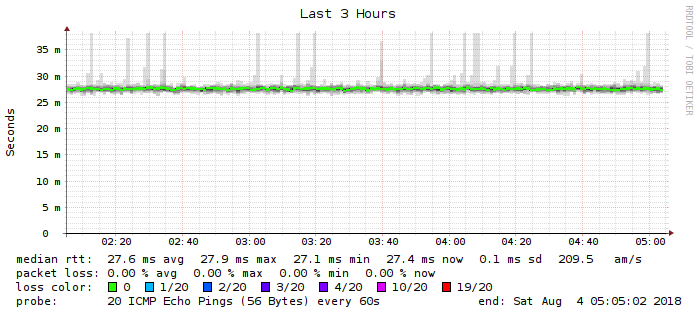 Last 3 Hours
RRDTOOL / TOBI OETIKER
Seconds
35 m
30 m
25 m
20 m
15 m
10 m
5 m
0
02:20 02:40 03:00 03:20 03:40 04:00 04:20 04:40 05:00
median rtt: 27.6 ms avg 27.9 ms max 27.1 ms min 27.4 ms now 0.1 ms sd 209.5 am/s
packet loss: 0.00 % avg 0.00 % max 0.00 % min 0.00 % now
loss color: 0 1/20 2/20 3/20 4/20 10/20 19/20
probe: 20 ICMP Echo Pings (56 Bytes) every 60s end: Sat Aug 4 05:05:02 2018